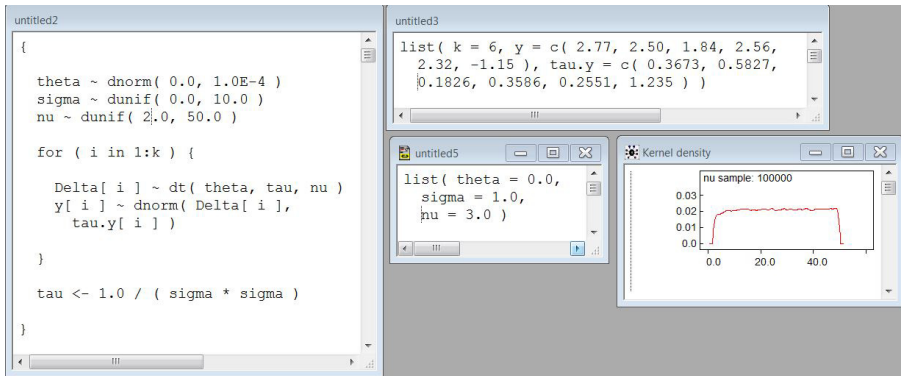 untitled2
{
theta ~ dnorm( 0.0, 1.0E-4 )
sigma ~ dunif( 0.0, 10.0 )
nu ~ dunif( 2.0, 50.0 )
for ( i in 1:k ) {
Delta[ i ] ~ dt( theta, tau, nu )
y[ i ] ~ dnorm( Delta[ i ],
tau.y[ i ] )
}
tau <- 1.0 / ( sigma * sigma )
}
untitled3
list( k = 6, y = c( 2.77, 2.50, 1.84, 2.56,
2.32, -1.15 ), tau.y = c( 0.3673, 0.5827,
0.1826, 0.3586, 0.2551, 1.235 ) )
untitled5
list( theta = 0.0,
sigma = 1.0,
nu = 3.0 )
Kernel density
nu sample: 100000
0.03
0.02
0.01
0.0
0.0 20.0 40.0